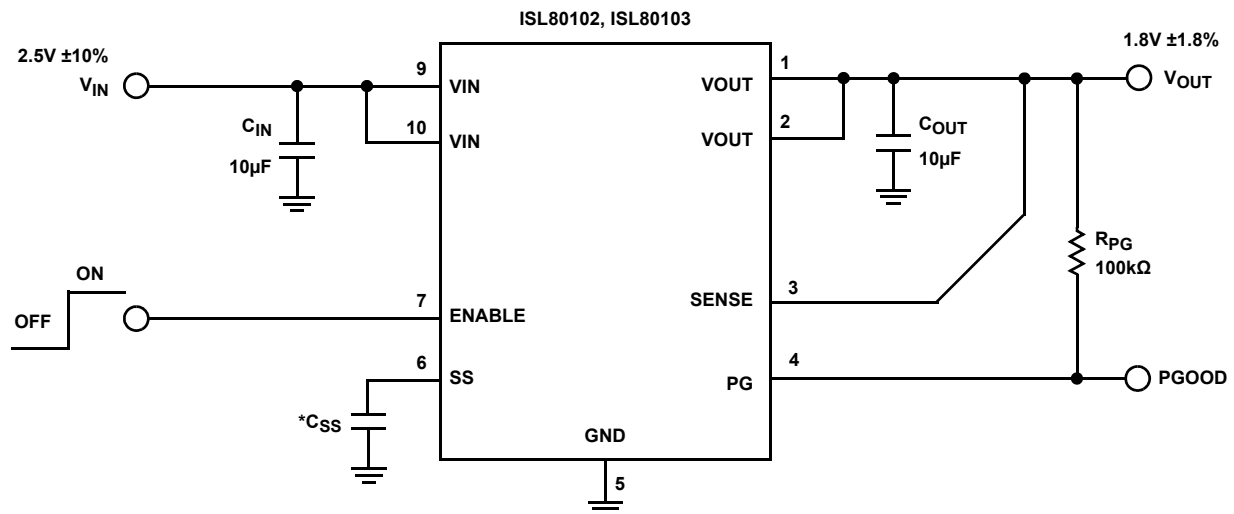 ISL80102, ISL80103
2.5V ±10%
VIN
CIN
10µF
9
VIN
10
VIN
OFF
ON
7
ENABLE
6
SS
*CSS
GND
5
VOUT
1
VOUT
2
COUT
10µF
1.8V ±1.8%
VOUT
SENSE
3
RPG
100kΩ
PG
4
PGOOD